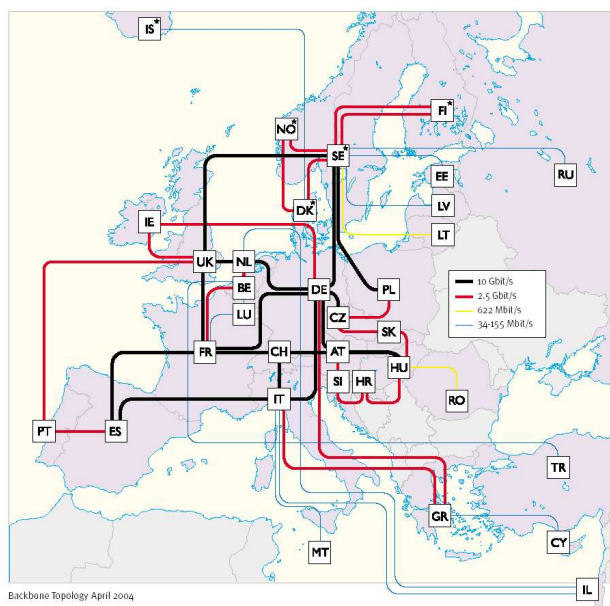 IS*
NO*
FI*
SE*
EE
RU
DK*
LV
IE
LT
UK
NL
DE
PL
BE
10 Gbit/s
2.5 Gbit/s
622 Mbit/s
34-155 Mbit/s
LU
CZ
SK
FR
CH
AT
HU
SI
HR
RO
IT
PT
ES
TR
GR
CY
MT
IL
Backbone Topology April 2004